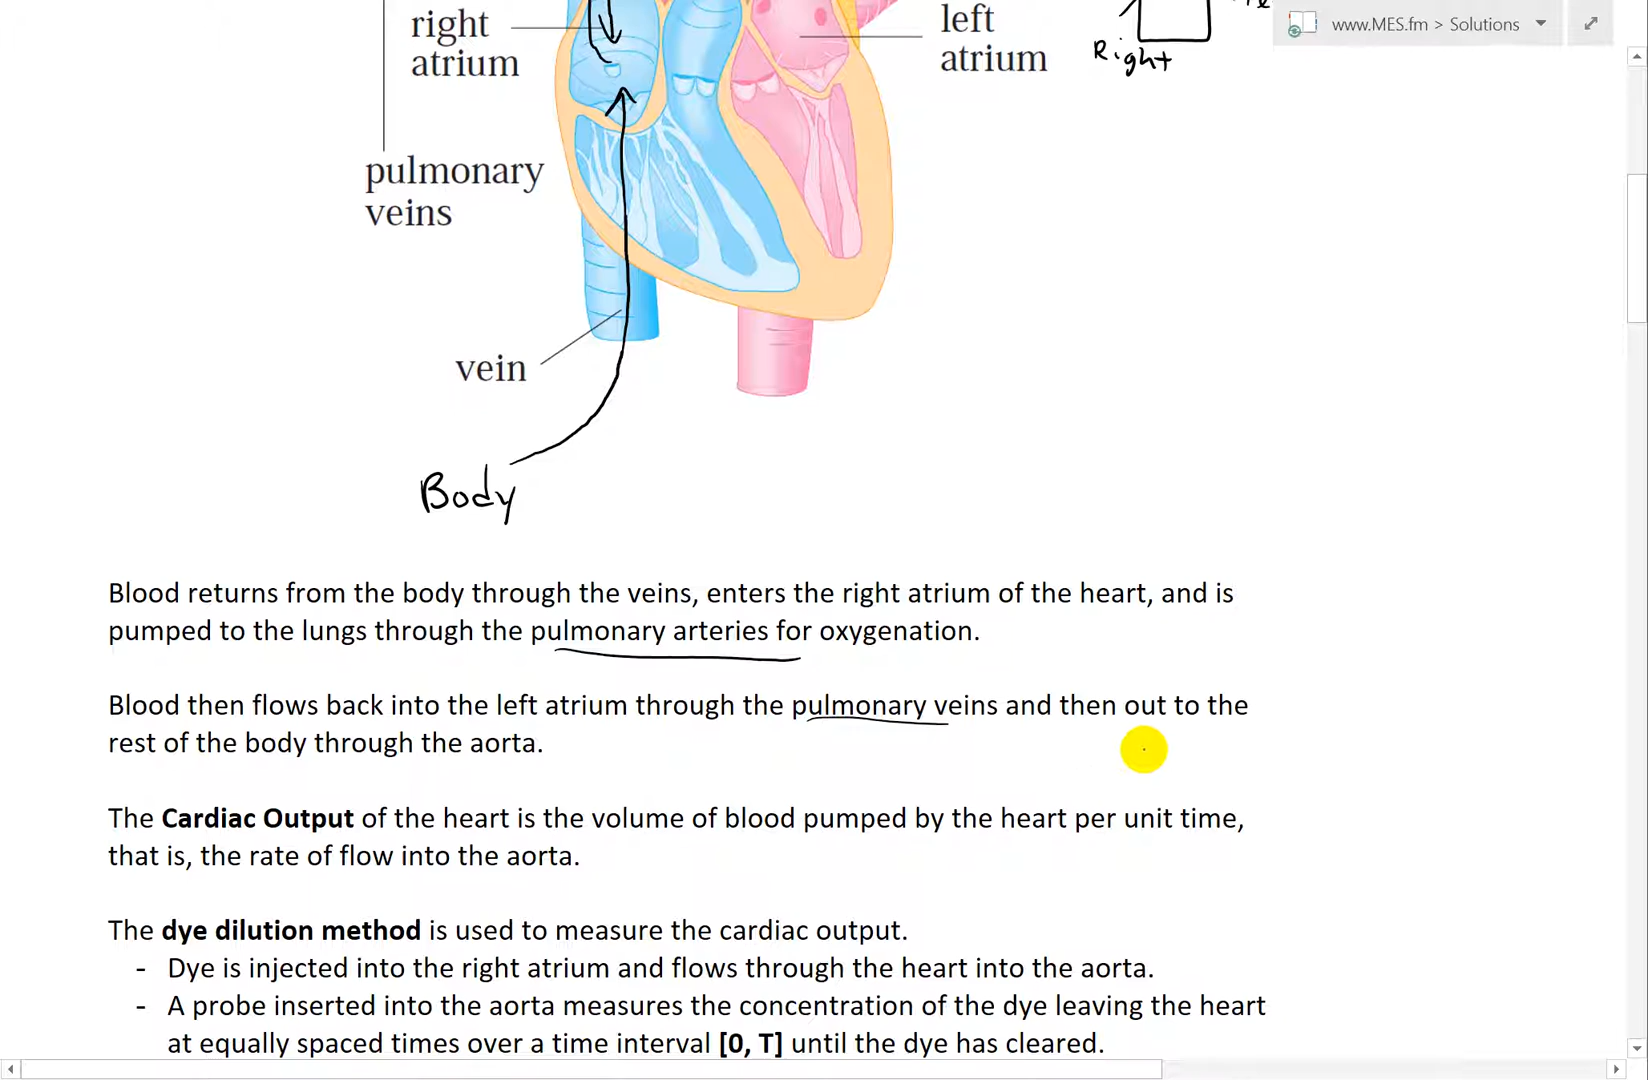 right
atrium
left
atrium
Right
www.MES.fm > Solutions
pulmonary
veins
vein
Body
Blood returns from the body through the veins, enters the right atrium of the heart, and is
pumped to the lungs through the pulmonary arteries for oxygenation.
Blood then flows back into the left atrium through the pulmonary veins and then out to the
rest of the body through the aorta.
The Cardiac Output of the heart is the volume of blood pumped by the heart per unit time,
that is, the rate of flow into the aorta.
The dye dilution method is used to measure the cardiac output.
- Dye is injected into the right atrium and flows through the heart into the aorta.
- A probe inserted into the aorta measures the concentration of the dye leaving the heart
at equally spaced times over a time interval [0, T] until the dye has cleared.